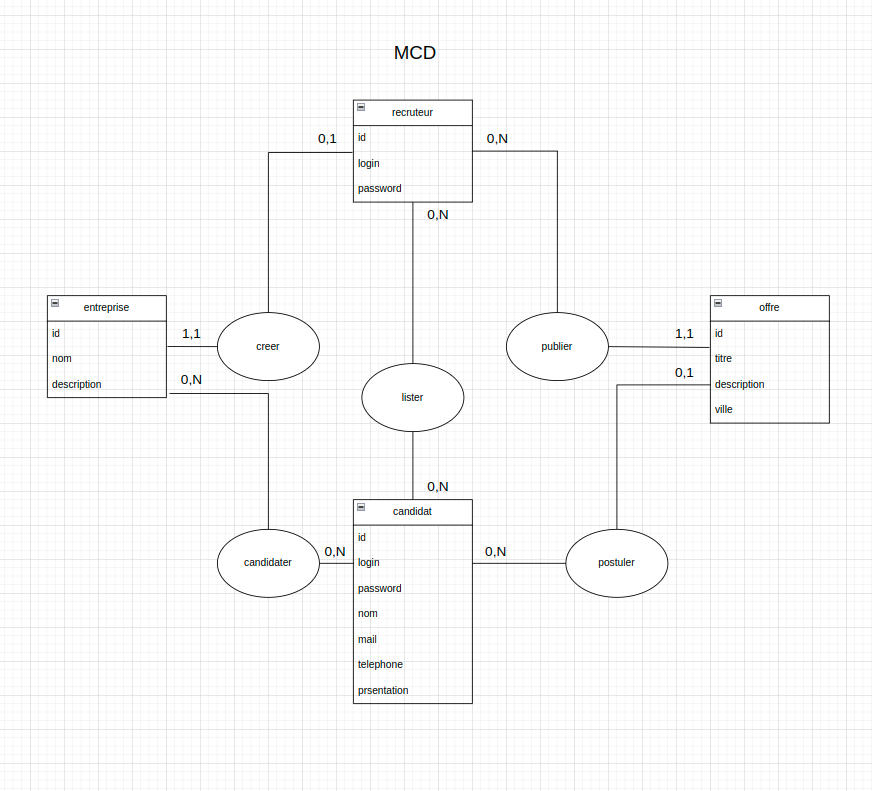 MCD
recruteur
id
login
password
0,1
0,N
0,N
entreprise
id
nom
description
1,1
0,N
creer
publier
1,1
0,1
offre
id
titre
description
ville
lister
0,N
candidat
id
login
password
nom
mail
telephone
prsentation
candidater
0,N
0,N
postuler